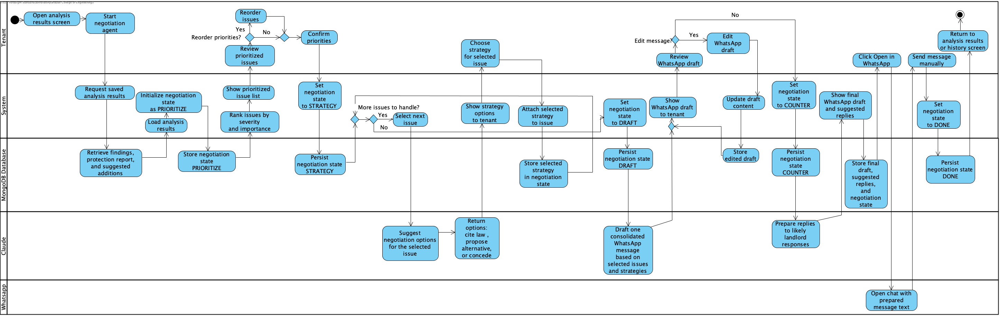 Visual Paradigm Standard(ashrafatshy(Braude College of Engineering))
Tenant
Open analysis
results screen
Start
negotiation
agent
Reorder
issues
Yes
No
Reorder priorities?
Review
prioritized
issues
Confirm
priorities
Choose
strategy
for selected
issue
No
Edit message?
Yes
Edit
WhatsApp
draft
Review
WhatsApp draft
Click Open in
WhatsApp
Send message
manually
Return to
analysis results
or history screen
System
Request saved
analysis results
Initialize negotiation
state
as PRIORITIZE
Load analysis
results
Show prioritized
issue list
Rank issues by
severity
and importance
Set
negotiation
state
to STRATEGY
More issues to handle?
Yes
No
Select next
issue
Show strategy
options
to tenant
Attach selected
strategy
to issue
Set
negotiation
state
to DRAFT
Show
WhatsApp draft
to tenant
Update draft
content
Set
negotiation
state
to COUNTER
Show final
WhatsApp draft
and suggested
replies
Set
negotiation
state
to DONE
MongoDB Database
Retrieve findings,
protection report,
and suggested
additions
Store negotiation
state
PRIORITIZE
Persist
negotiation state
STRATEGY
Store selected
strategy
in negotiation
state
Persist
negotiation state
DRAFT
Store
edited draft
Persist
negotiation
state
COUNTER
Store final
draft,
suggested
replies,
and
negotiation
state
Persist
negotiation state
DONE
Claude
Suggest
negotiation options
for the selected
issue
Return
options:
cite law ,
propose
alternative,
or concede
Draft one
consolidated
WhatsApp
message
based on
selected issues
and strategies
Prepare replies
to likely
landlord
responses
Whatsapp
Open chat with
prepared
message text